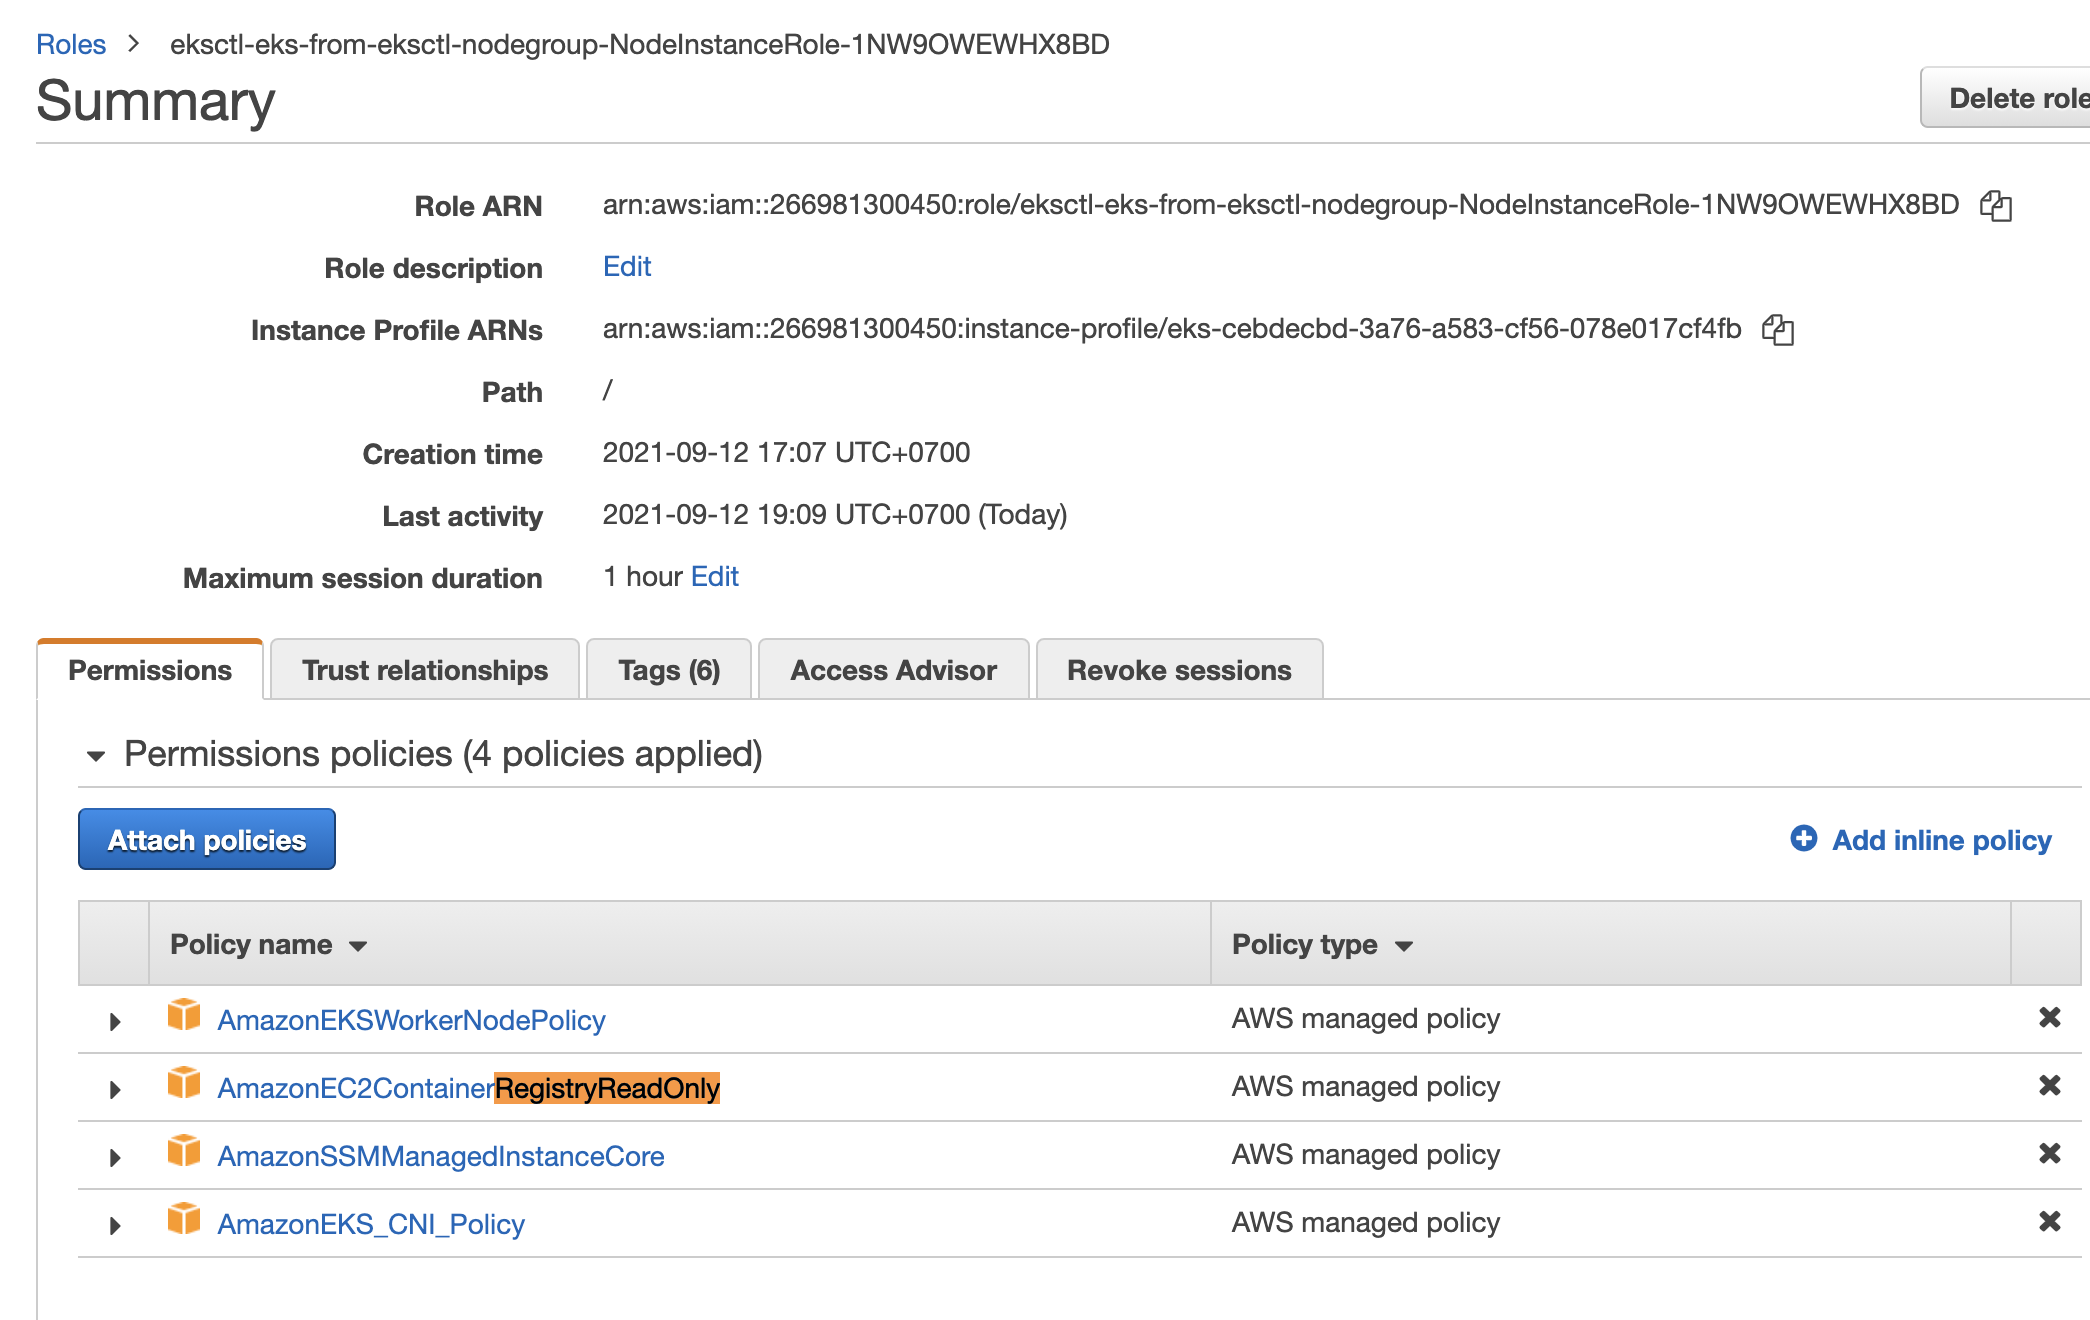 Roles > eksctl-eks-from-eksctl-nodegroup-NodeInstanceRole-1NW9OWEWHX8BD
Summary
Delete role
Role ARN arn:aws:iam::266981300450:role/eksctl-eks-from-eksctl-nodegroup-NodeInstanceRole-1NW9OWEWHX8BD
Role description Edit
Instance Profile ARNs arn:aws:iam::266981300450:instance-profile/eks-cebdecbd-3a76-a583-cf56-078e017cf4fb
Path /
Creation time 2021-09-12 17:07 UTC+0700
Last activity 2021-09-12 19:09 UTC+0700 (Today)
Maximum session duration 1 hour Edit
Permissions Trust relationships Tags (6) Access Advisor Revoke sessions
Permissions policies (4 policies applied)
Attach policies Add inline policy
Policy name Policy type
AmazonEKSWorkerNodePolicy AWS managed policy
AmazonEC2ContainerRegistryReadOnly AWS managed policy
AmazonSSMManagedInstanceCore AWS managed policy
AmazonEKS_CNI_Policy AWS managed policy